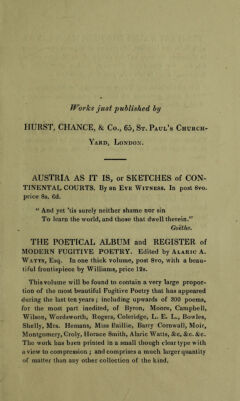 Works just published by
HURST, CHANCE, & Co., 65, St. Paul's Church-
Yard, London.
AUSTRIA AS IT IS, or SKETCHES of CON-
TINENTAL COURTS. By an Eye Witness. In post 8vo.
price 8s. 6d.
“ And yet 'tis surely neither shame nor sin
To learn the world, and those that dwell therein.”
Goëthe.
THE POETICAL ALBUM and REGISTER of
MODERN FUGITIVE POETRY. Edited by Alaric A.
Watts, Esq. In one thick volume, post 8vo, with a beau-
tiful frontispiece by Williams, price 12s.
This volume will be found to contain a very large propor-
tion of the most beautiful Fugitive Poetry that has appeared
during the last ten years; including upwards of 300 poems,
for the most part inedited, of Byron, Moore, Campbell,
Wilson, Wordsworth, Rogers, Coleridge, L. E. L., Bowles,
Shelly, Mrs. Hemans, Miss Baillie, Barry Cornwall, Moir,
Montgomery, Croly, Horace Smith, Alaric Watts, &c. &c. &c.
The work has been printed in a small though clear type with
a view to compression; and comprises a much larger quantity
of matter than any other collection of the kind.